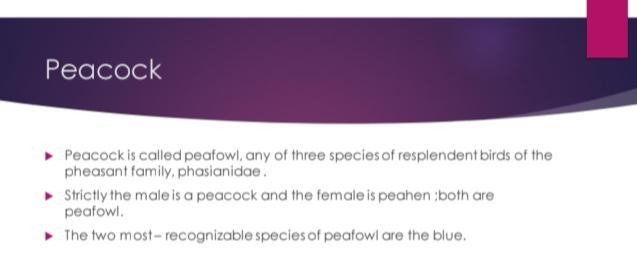 Peacock
Peacock is called peafowl, any of three species of resplendent birds of the
pheasant family, phasianidae .
Strictly the male is a peacock and the female is peahen ;both are
peafowl.
The two most– recognizable species of peafowl are the blue.